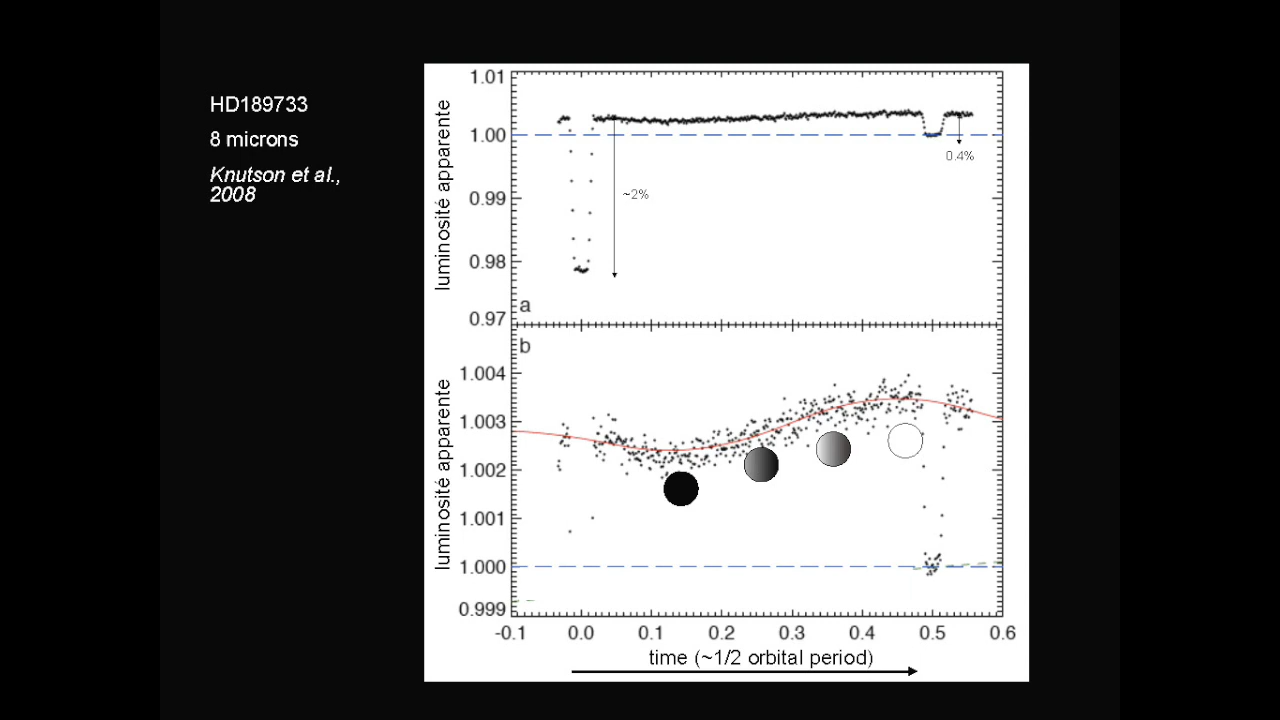 HD189733
8 microns
Knutson et al.,
2008
luminosité apparente
1.01
1.00
0.99
0.98
0.97
~2%
0.4%
a
b
luminosité apparente
1.004
1.003
1.002
1.001
1.000
0.999
-0.1 0.0 0.1 0.2 0.3 0.4 0.5 0.6
time (~1/2 orbital period)